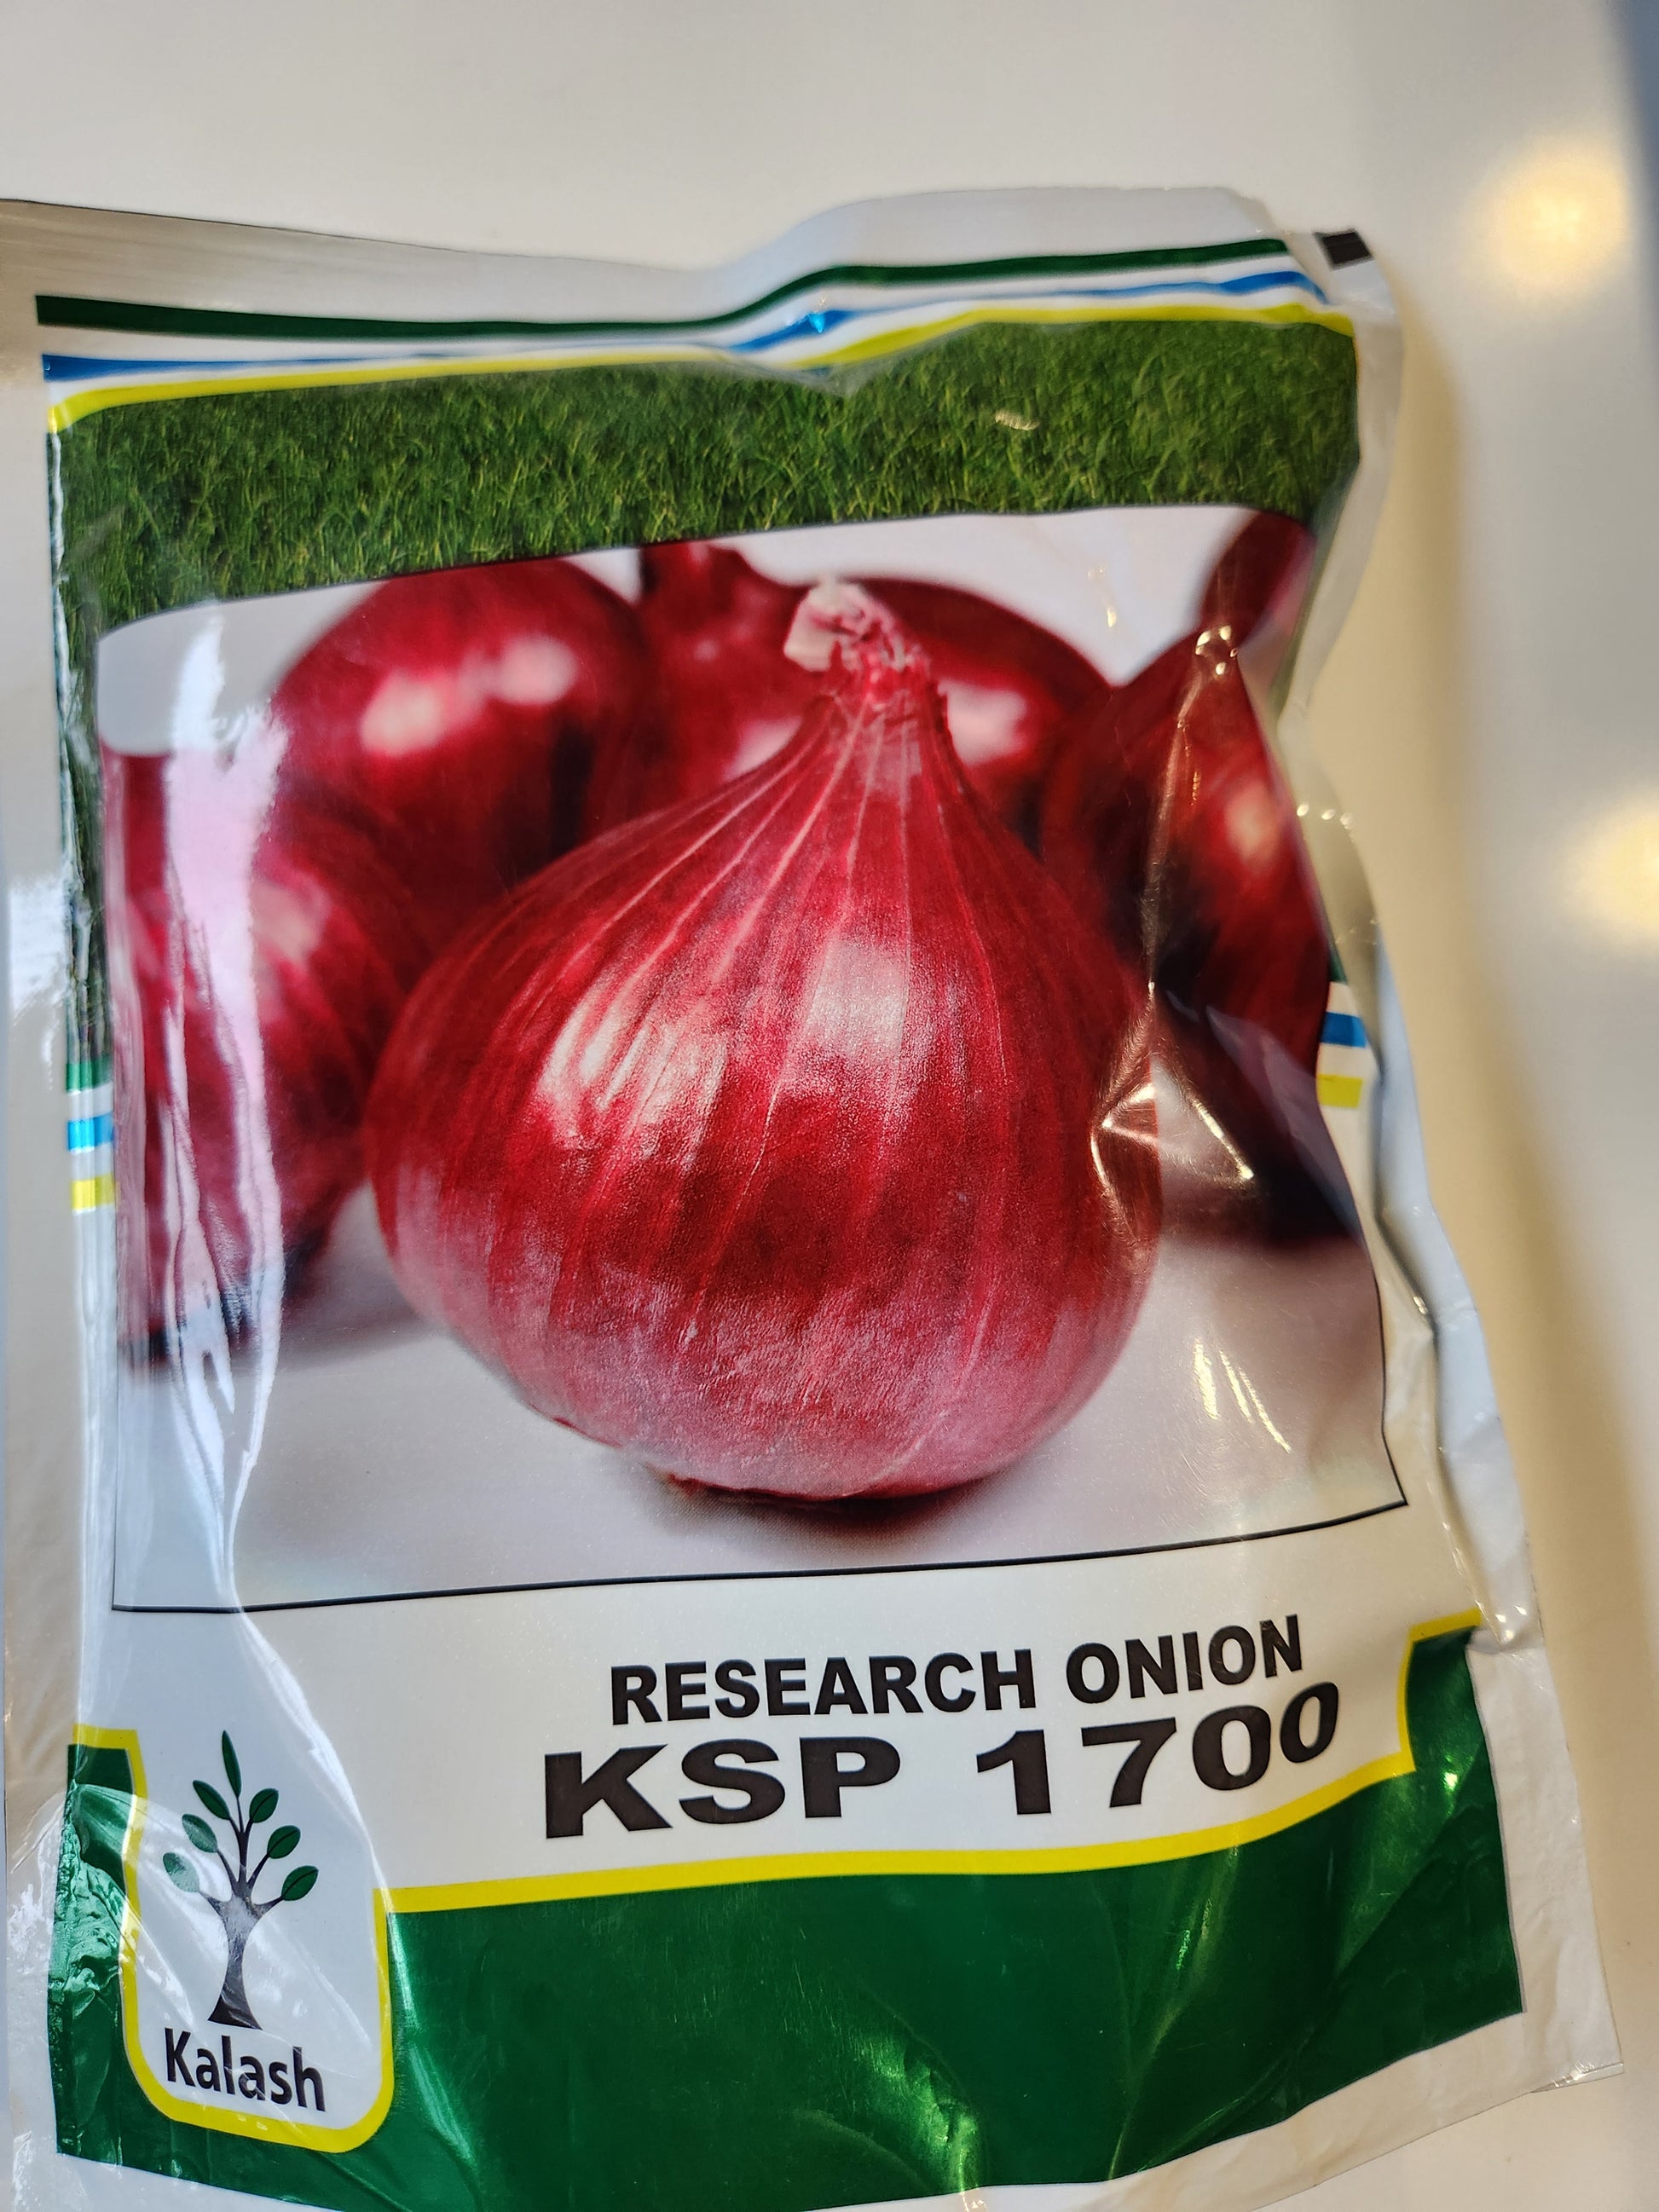 RESEARCH ONION
KSP 1700
Kalash